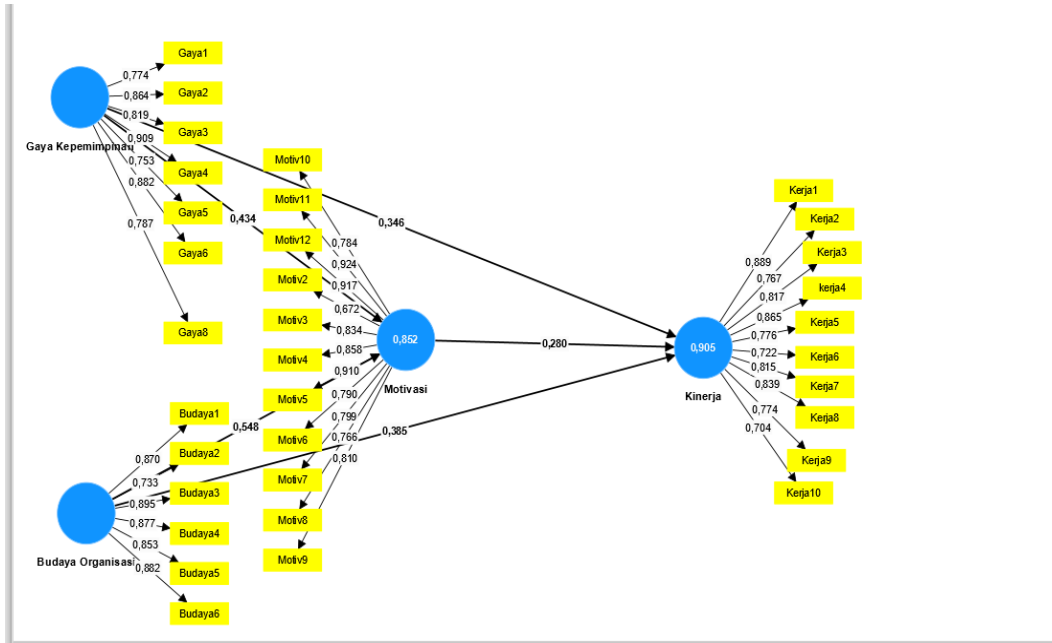 Gaya1
0,774
Gaya2
0,864
0,819
Gaya3
Gaya Kepemimpinan
0,909
Gaya4
0,753
0,882
Gaya5
0,787
0,434
Gaya6
Gaya8
0,346
Motiv10
Motiv11
0,784
Motiv12
0,924
0,917
Motiv2
0,672
Motiv3
0,834
0,852
Motiv4
0,858
0,910
Motivasi
Motiv5
0,790
0,799
Motiv6
0,766
0,810
Motiv7
Motiv8
Motiv9
0,280
Budaya1
0,548
0,385
Budaya2
0,870
0,733
Budaya3
0,895
0,877
Budaya4
0,853
Budaya Organisasi
0,882
Budaya5
Budaya6
Kerja1
Kerja2
0,889
Kerja3
0,767
0,817
kerja4
0,865
Kerja5
0,776
0,905
0,722
Kerja6
0,815
Kerja7
0,839
Kinerja
Kerja8
0,774
0,704
Kerja9
Kerja10